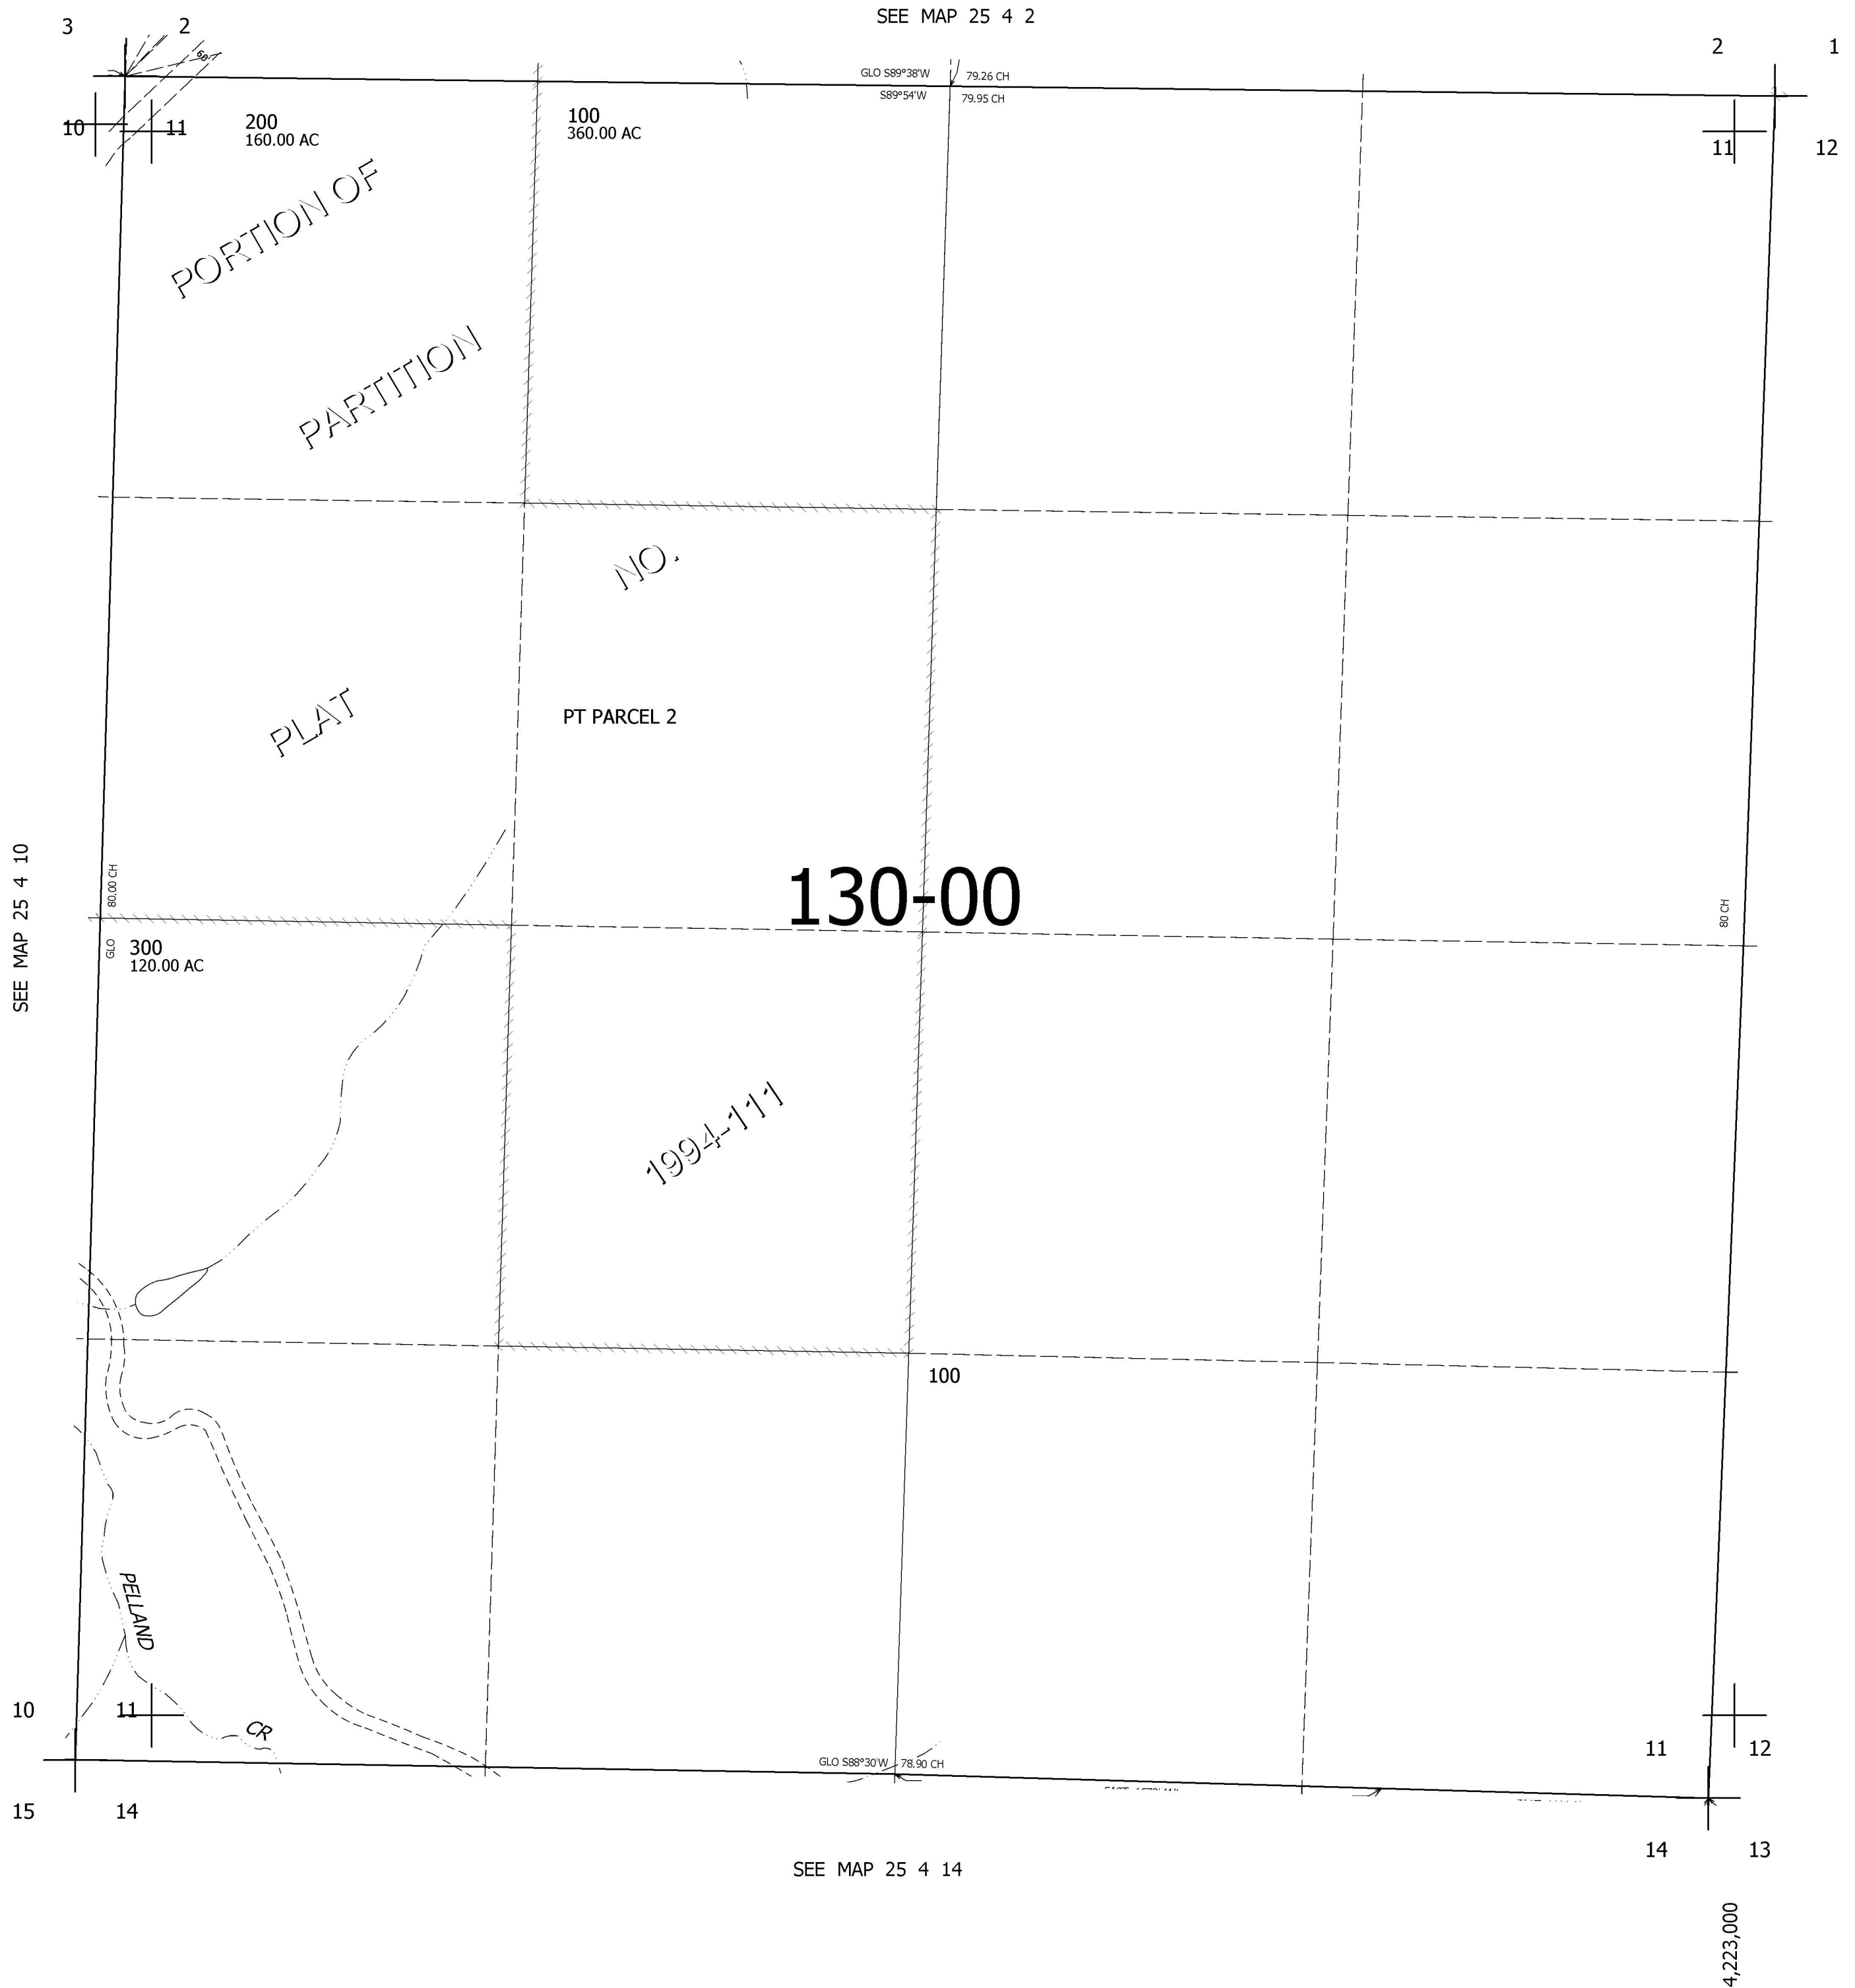 SEE MAP 25 4 2
3
2
2
1
60
GLO S89°38'W
79.26 CH
S89°54'W
79.95 CH
10
11
200
160.00 AC
100
360.00 AC
11
12
PORTION OF
PARTITION
NO.
PLAT
PT PARCEL 2
130-00
SEE MAP 25 4 10
80.00 CH
GLO
80 CH
300
120.00 AC
1994-111
100
PELLAND
CR
10
11
GLO S88°30'W
78.90 CH
11
12
15
14
14
13
SEE MAP 25 4 14
4,223,000